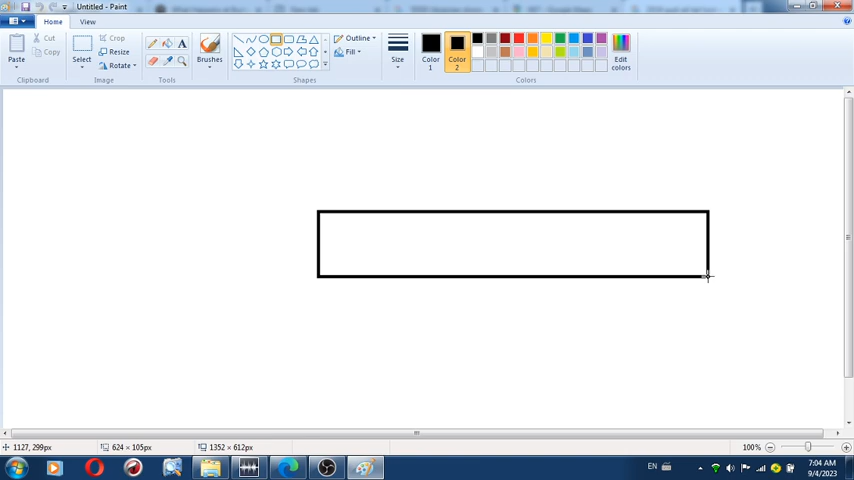 Untitled - Paint
Home View
Paste
Cut
Copy
Clipboard
Select
Crop
Resize
Rotate
Image
A
Tools
Brushes
Shapes
Outline
Fill
Size
Color
1
Color
2
Edit
colors
Colors
1127, 299px 624 × 105px 1352 × 612px 100%
EN 7:04 AM
9/4/2023